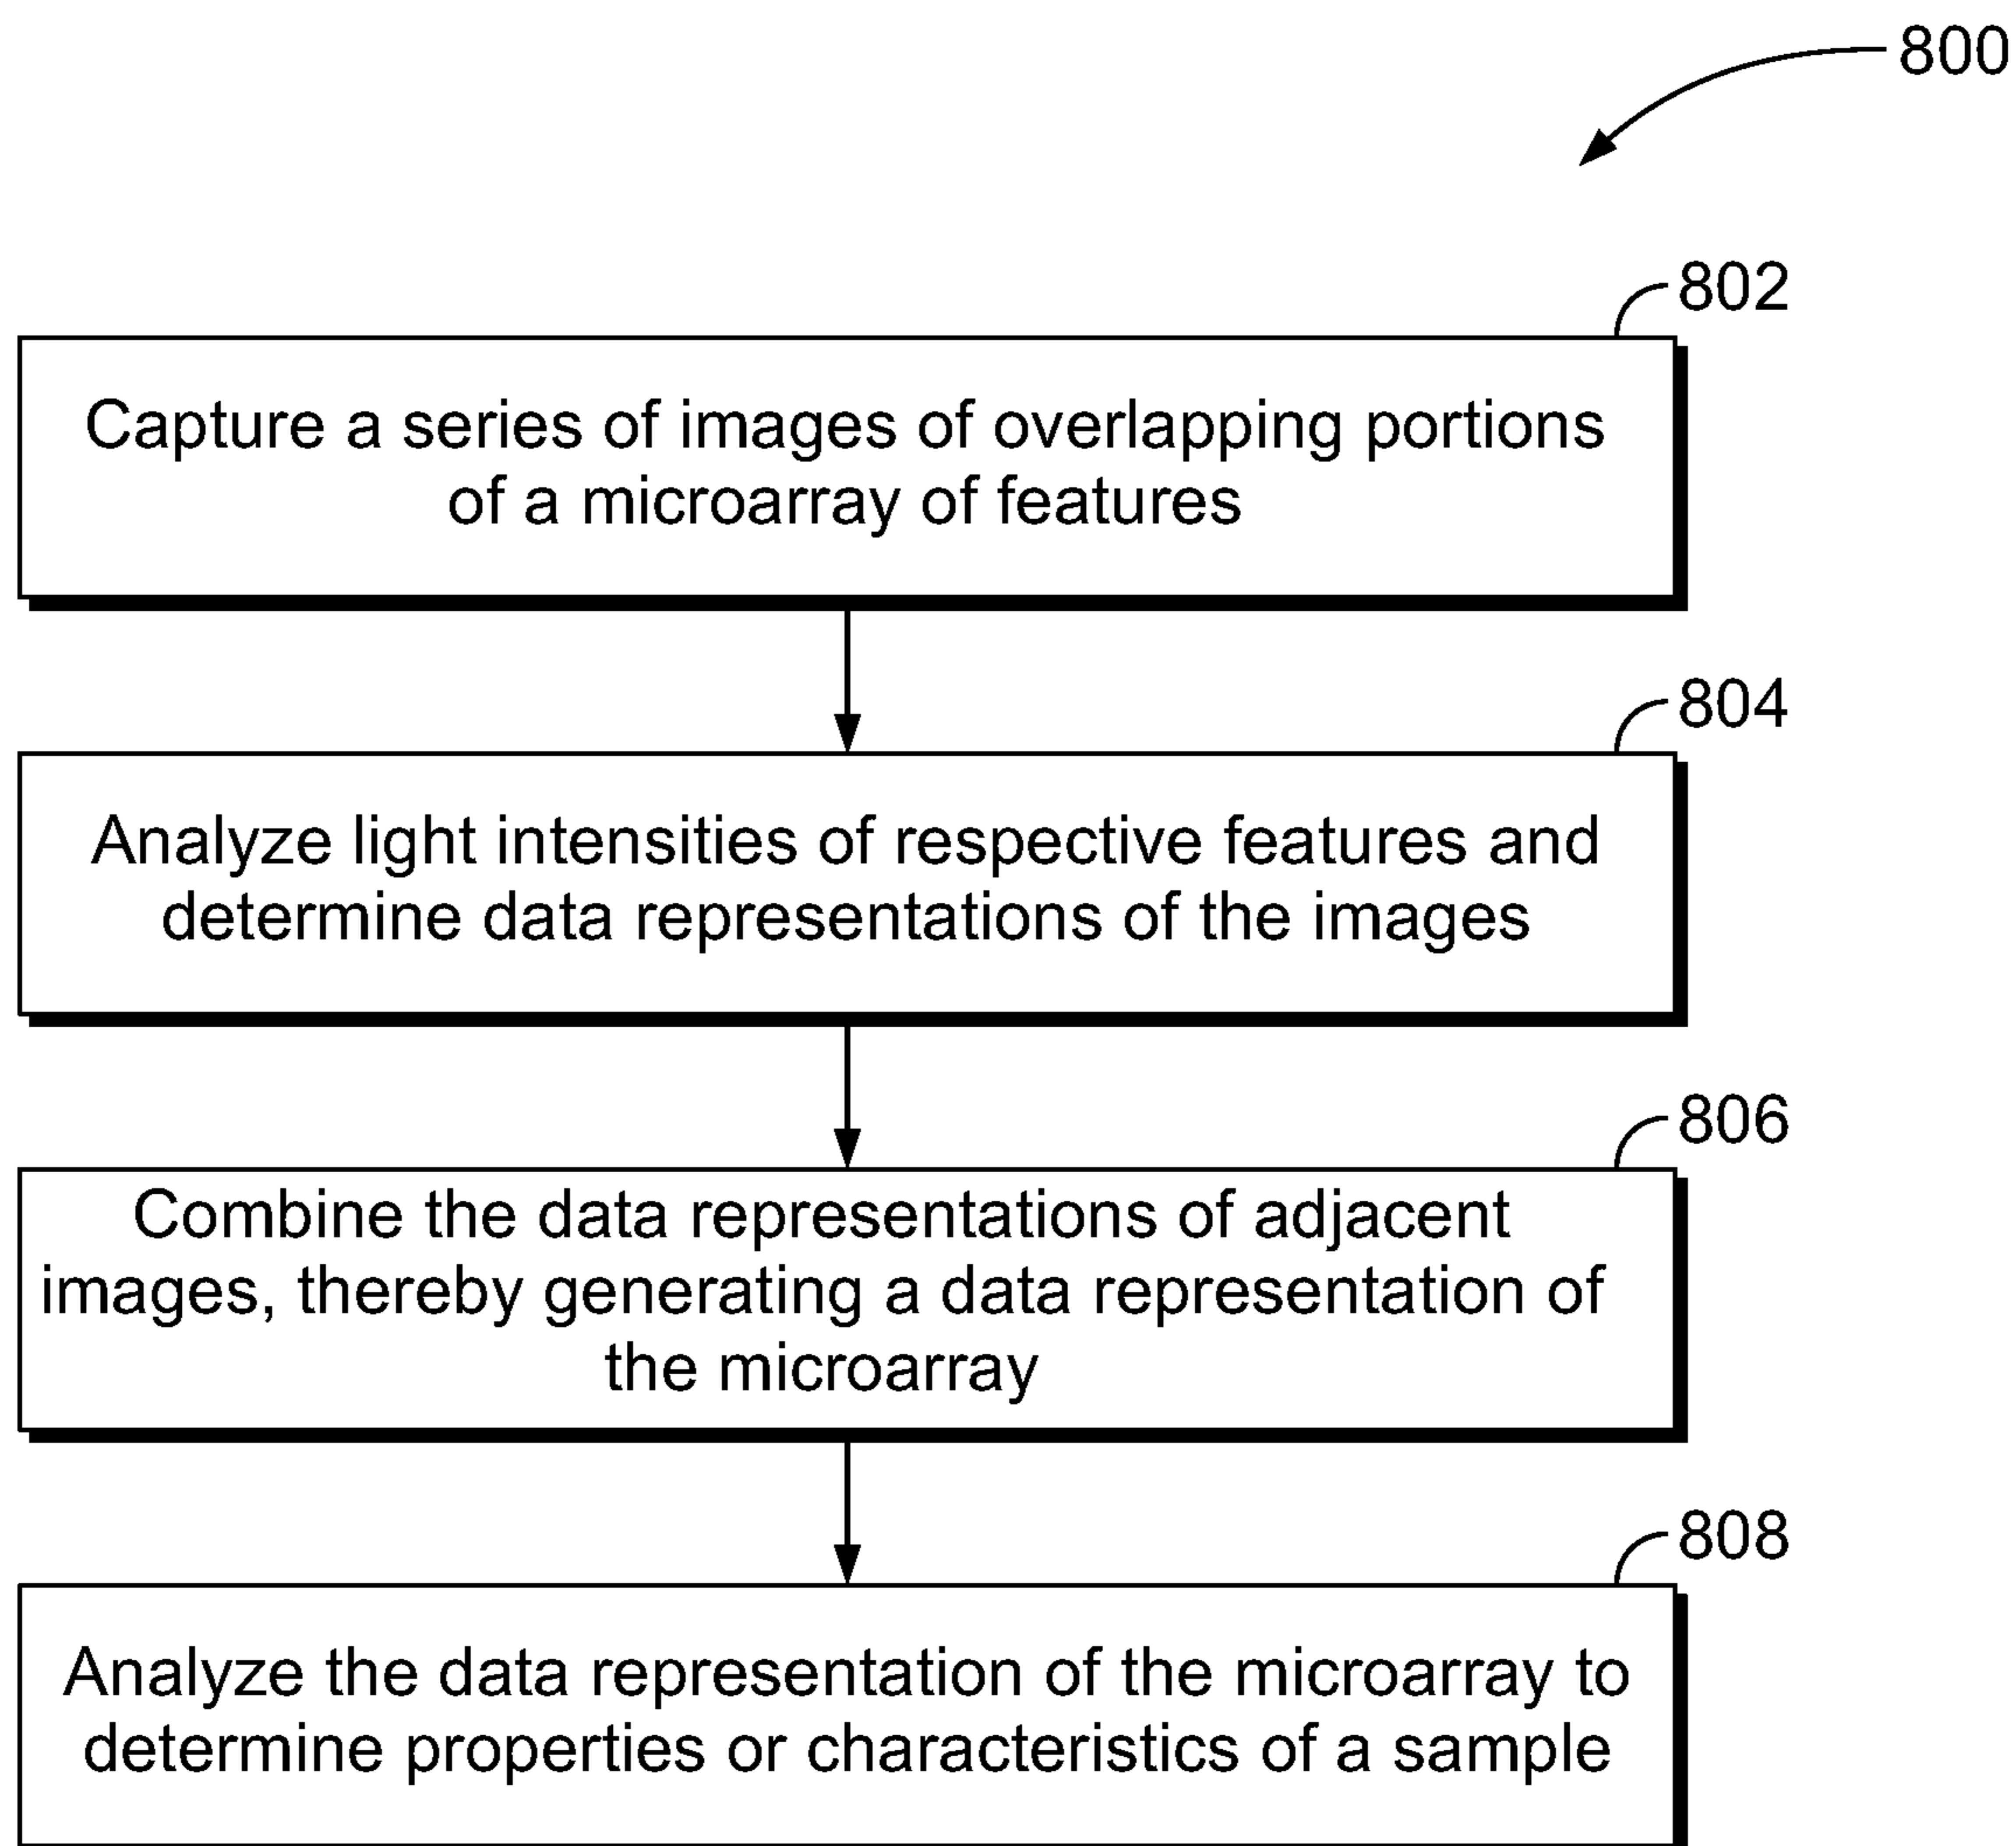 800
802
Capture a series of images of overlapping portions
of a microarray of features
804
Analyze light intensities of respective features and
determine data representations of the images
806
Combine the data representations of adjacent
images, thereby generating a data representation of
the microarray
808
Analyze the data representation of the microarray to
determine properties or characteristics of a sample